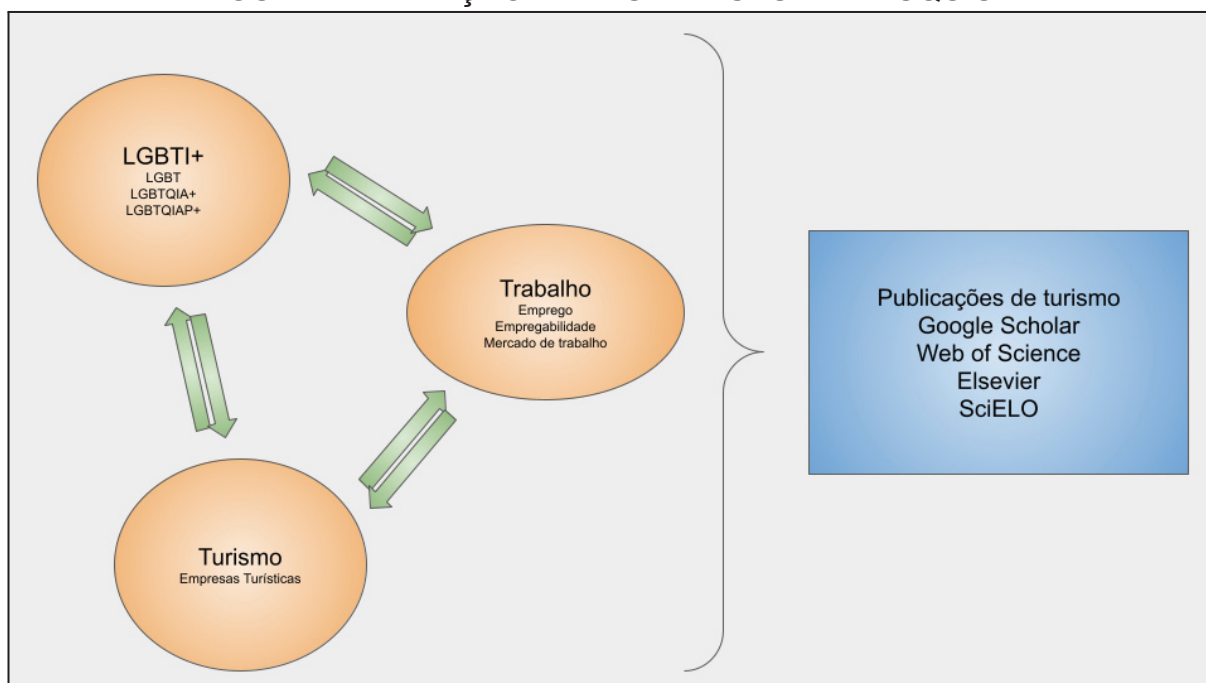 LGBTI+
LGBT
LGBTQIA+
LGBTQIAP+
Trabalho
Emprego
Empregabilidade
Mercado de trabalho
Turismo
Empresas Turísticas
Publicações de turismo
Google Scholar
Web of Science
Elsevier
SciELO